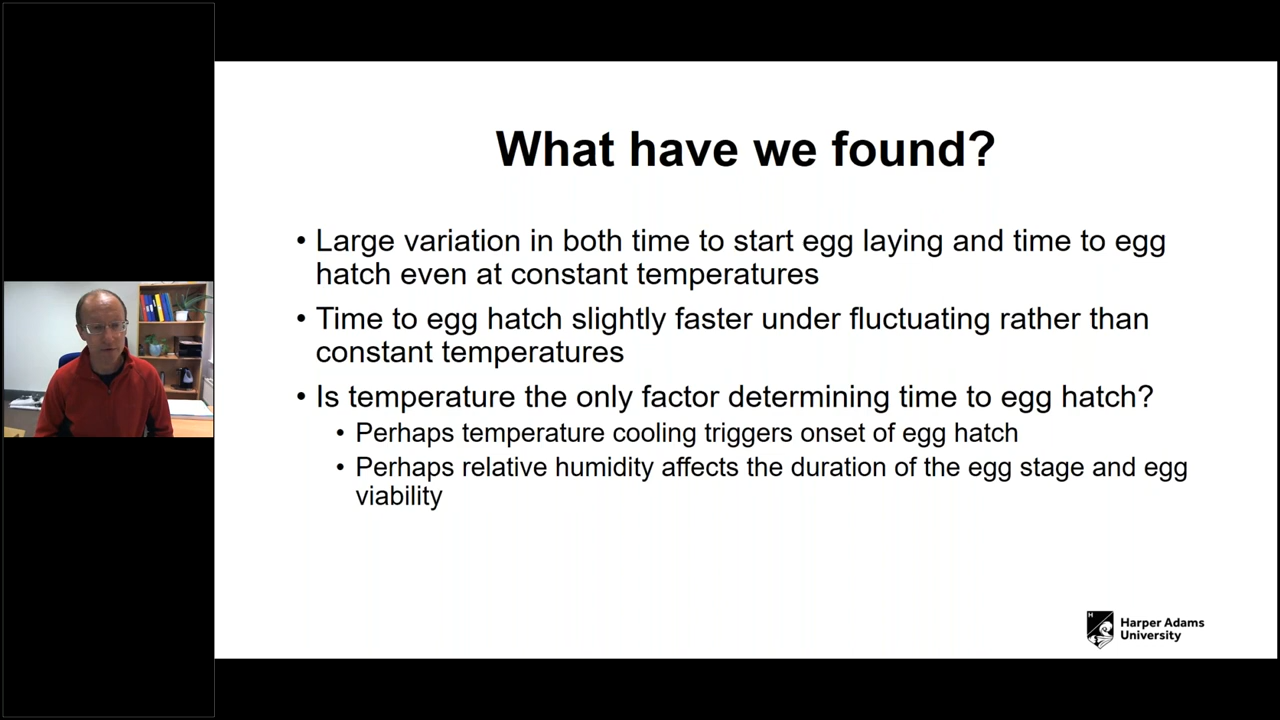 What have we found?
• Large variation in both time to start egg laying and time to egg
hatch even at constant temperatures
• Time to egg hatch slightly faster under fluctuating rather than
constant temperatures
• Is temperature the only factor determining time to egg hatch?
• Perhaps temperature cooling triggers onset of egg hatch
• Perhaps relative humidity affects the duration of the egg stage and egg
viability
Harper Adams
University